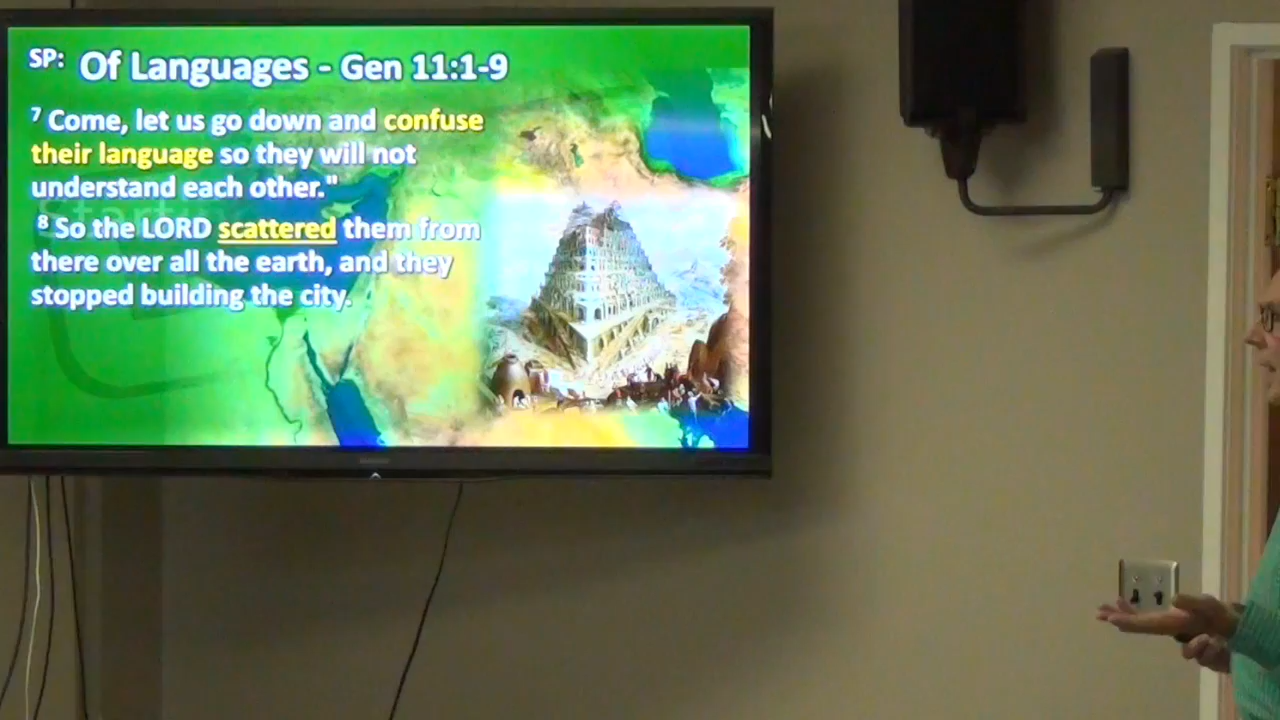 SP: Of Languages - Gen 11:1-9
7 Come, let us go down and confuse
their language so they will not
understand each other."
8 So the LORD scattered them from
there over all the earth, and they
stopped building the city.